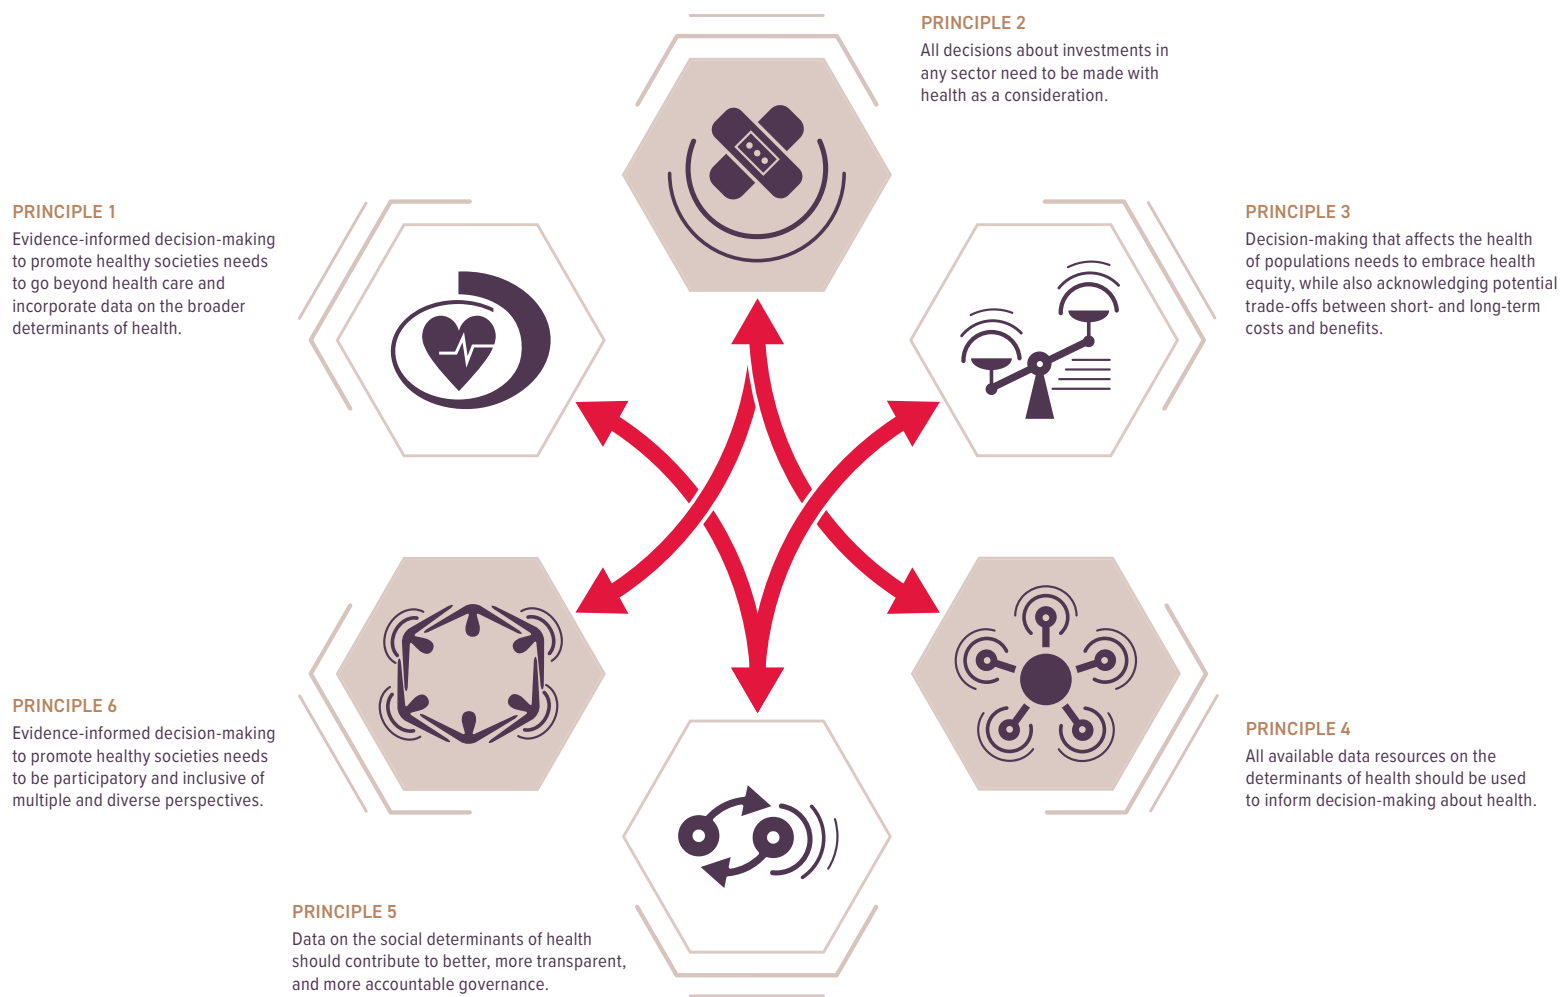 PRINCIPLE 1
Evidence-informed decision-making
to promote healthy societies needs
to go beyond health care and
incorporate data on the broader
determinants of health.
PRINCIPLE 2
All decisions about investments in
any sector need to be made with
health as a consideration.
PRINCIPLE 3
Decision-making that affects the health
of populations needs to embrace health
equity, while also acknowledging potential
trade-offs between short- and long-term
costs and benefits.
PRINCIPLE 4
All available data resources on the
determinants of health should be used
to inform decision-making about health.
PRINCIPLE 5
Data on the social determinants of health
should contribute to better, more transparent,
and more accountable governance.
PRINCIPLE 6
Evidence-informed decision-making
to promote healthy societies needs
to be participatory and inclusive of
multiple and diverse perspectives.